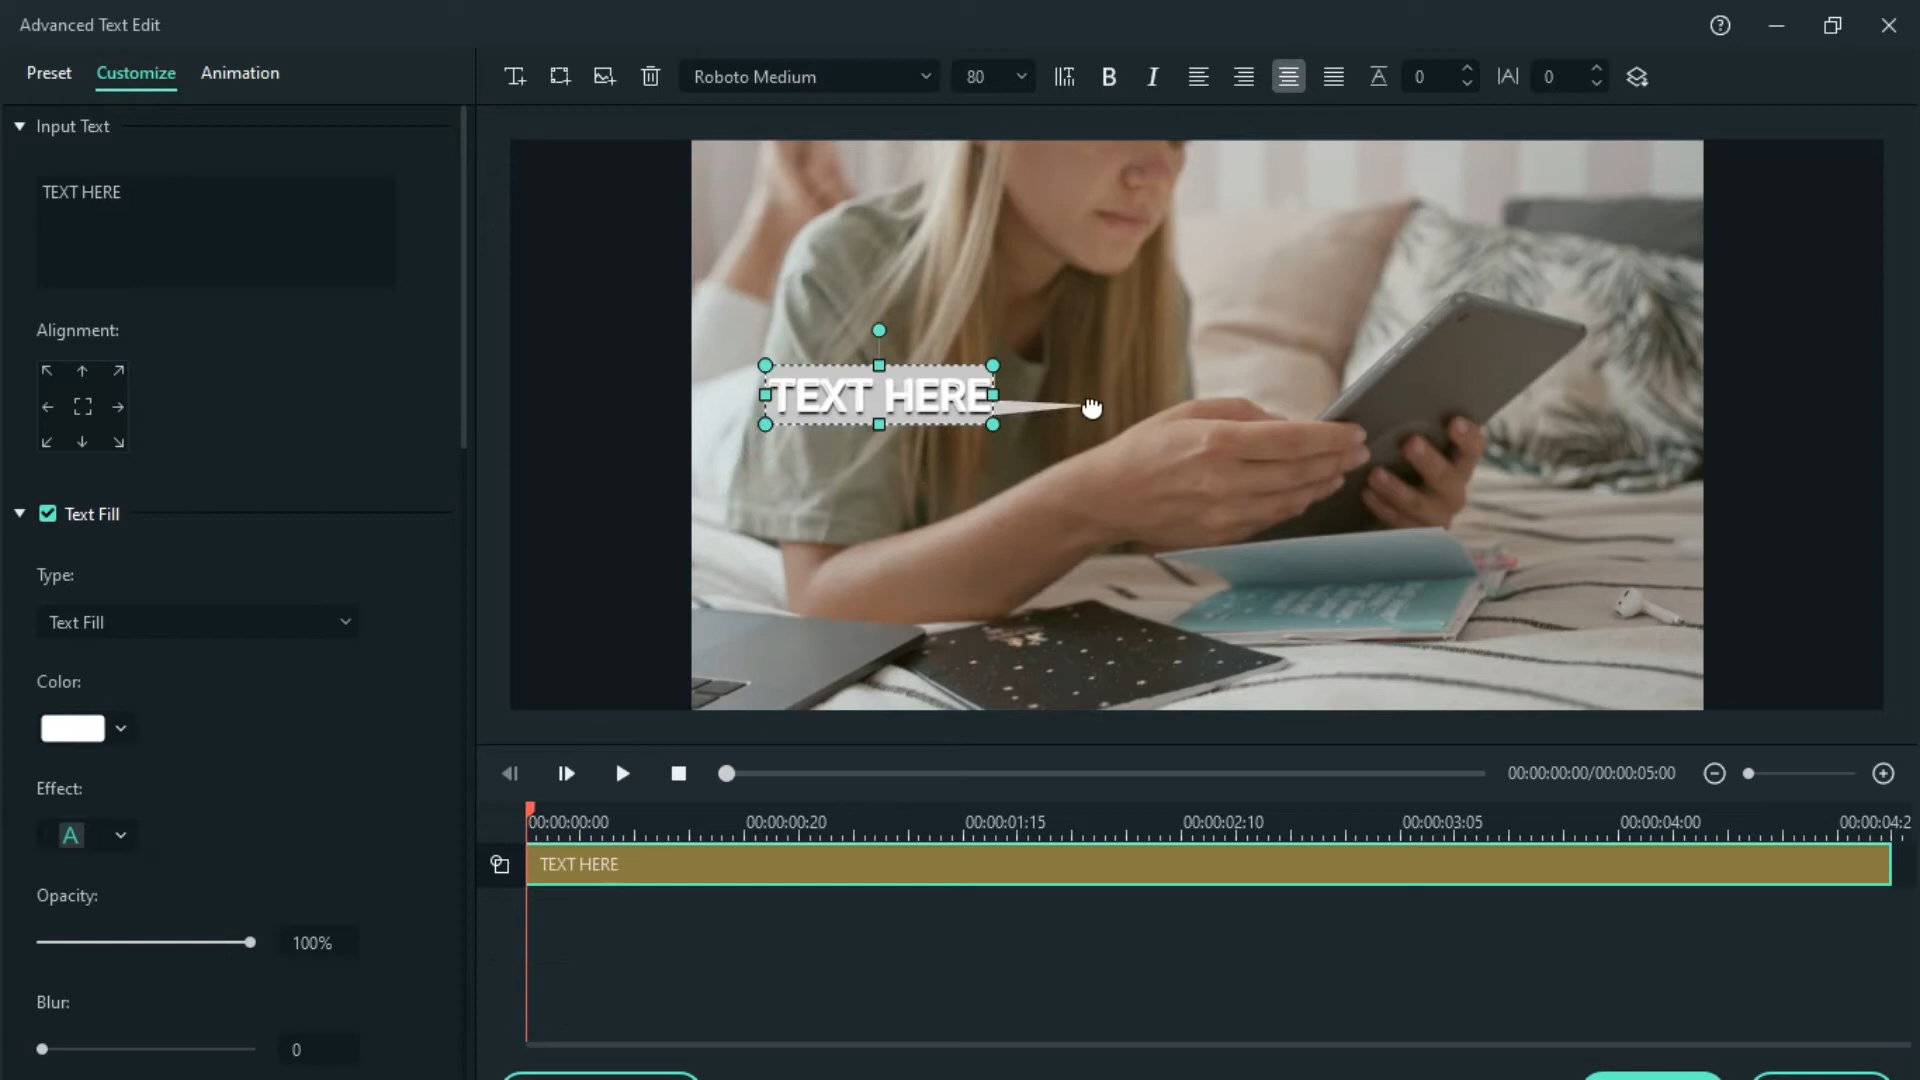 Advanced Text Edit
Preset Customize Animation
Roboto Medium 80 B I 0 0
Input Text
TEXT HERE
Alignment:
TEXT HERE
Text Fill
Type:
Text Fill
Color:
Effect:
A
Opacity:
100%
Blur:
0
00:00:00:00/00:00:05:00
00:00:00:00 00:00:00:20 00:00:01:15 00:00:02:10 00:00:03:05 00:00:04:00 00:00:04:2
TEXT HERE